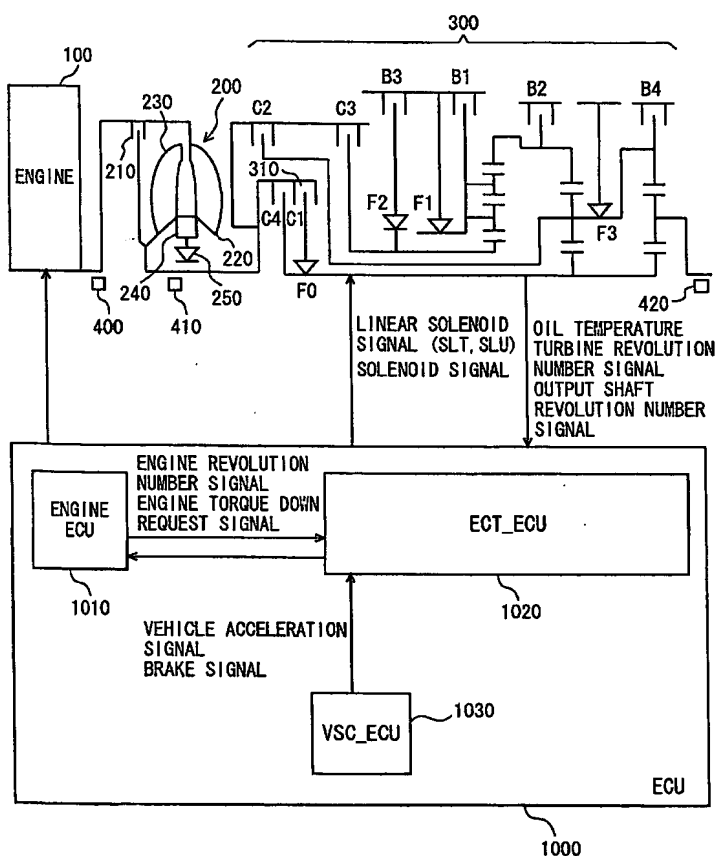 300
100
200
B3
B1
B2
B4
230
C2
C3
210
310
ENGINE
C4
C1
F2
F1
F3
220
240
250
F0
400
410
420
LINEAR SOLENOID
SIGNAL (SLT, SLU)
SOLENOID SIGNAL
OIL TEMPERATURE
TURBINE REVOLUTION
NUMBER SIGNAL
OUTPUT SHAFT
REVOLUTION NUMBER
SIGNAL
ENGINE REVOLUTION
NUMBER SIGNAL
ENGINE TORQUE DOWN
REQUEST SIGNAL
ENGINE
ECU
ECT_ECU
1010
1020
VEHICLE ACCELERATION
SIGNAL
BRAKE SIGNAL
VSC_ECU
1030
ECU
1000